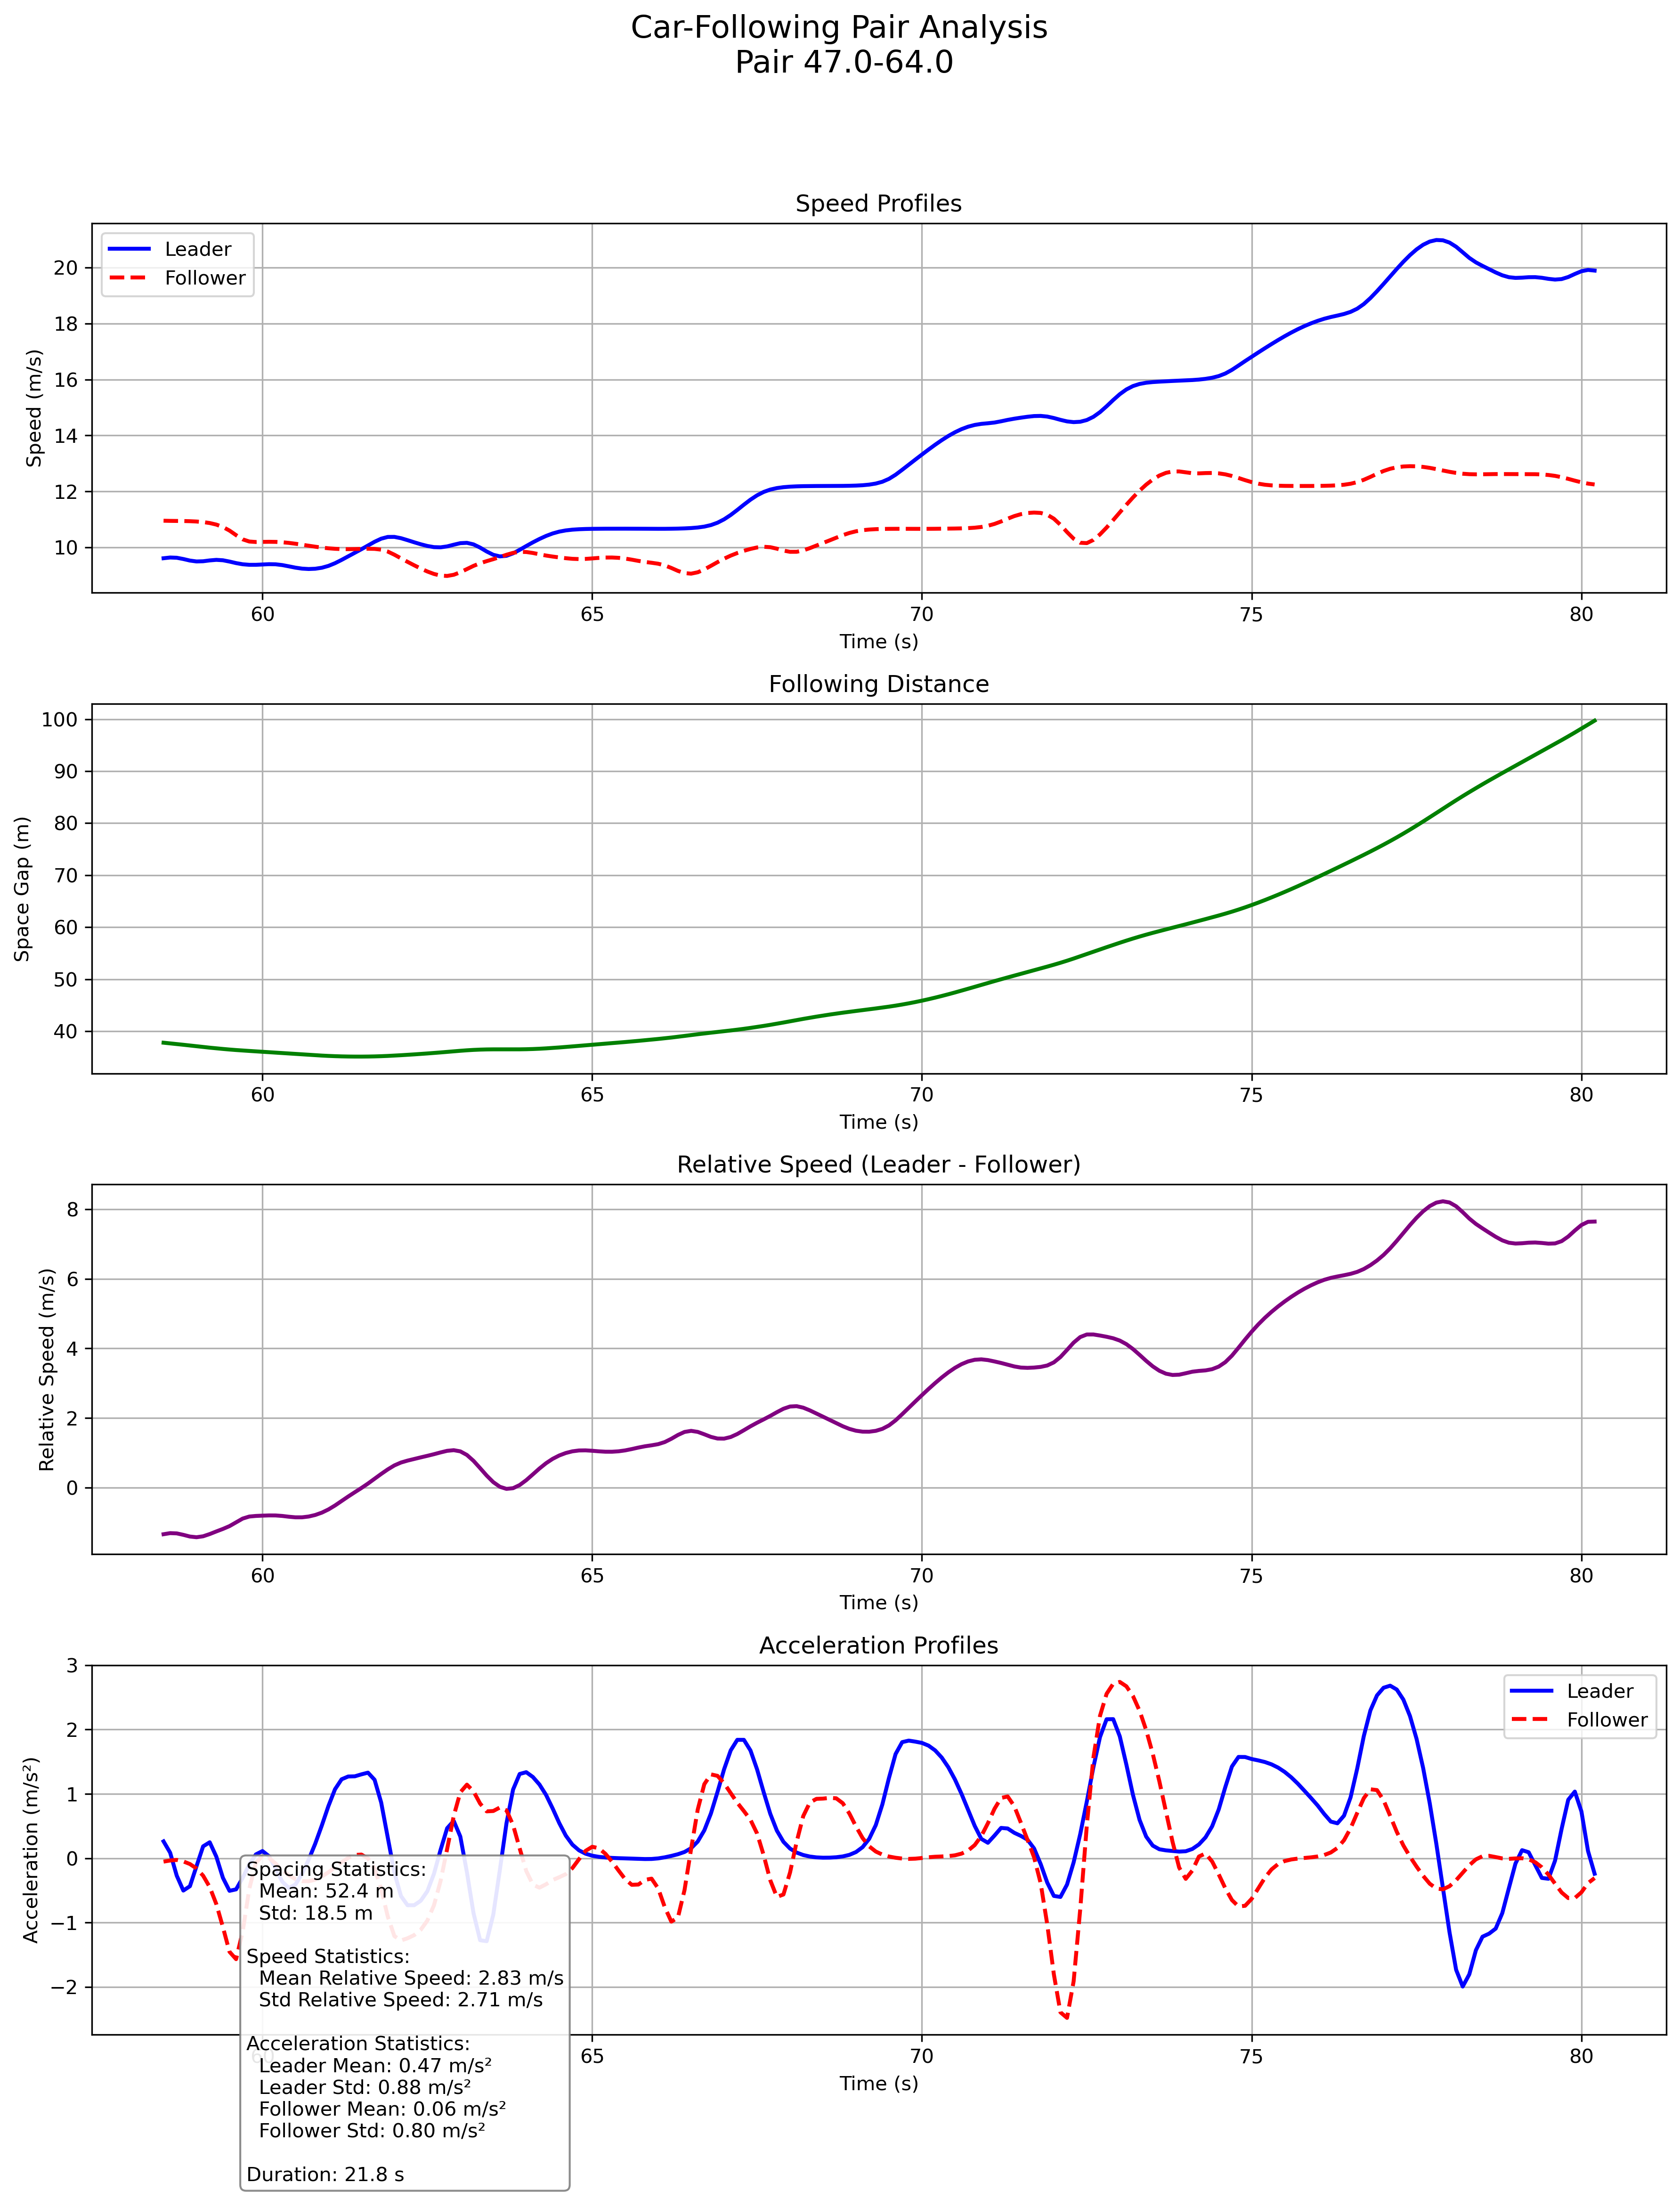 Car-Following Pair Analysis
Pair 47.0-64.0
Speed Profiles
Leader
Follower
Speed (m/s)
20
18
16
14
12
10
60 65 70 75 80
Time (s)
Following Distance
Space Gap (m)
100
90
80
70
60
50
40
60 65 70 75 80
Time (s)
Relative Speed (Leader - Follower)
Relative Speed (m/s)
8
6
4
2
0
60 65 70 75 80
Time (s)
Acceleration Profiles
Leader
Follower
Acceleration (m/s²)
3
2
1
0
−1
−2
60 65 70 75 80
Time (s)
Spacing Statistics:
Mean: 52.4 m
Std: 18.5 m
Speed Statistics:
Mean Relative Speed: 2.83 m/s
Std Relative Speed: 2.71 m/s
Acceleration Statistics:
Leader Mean: 0.47 m/s²
Leader Std: 0.88 m/s²
Follower Mean: 0.06 m/s²
Follower Std: 0.80 m/s²
Duration: 21.8 s